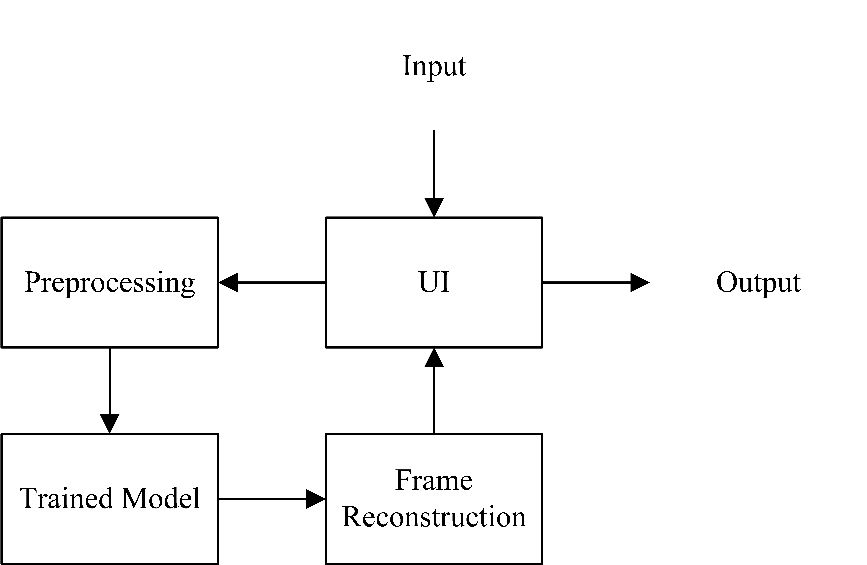 Input
Preprocessing
UI
Output
Trained Model
Frame
Reconstruction